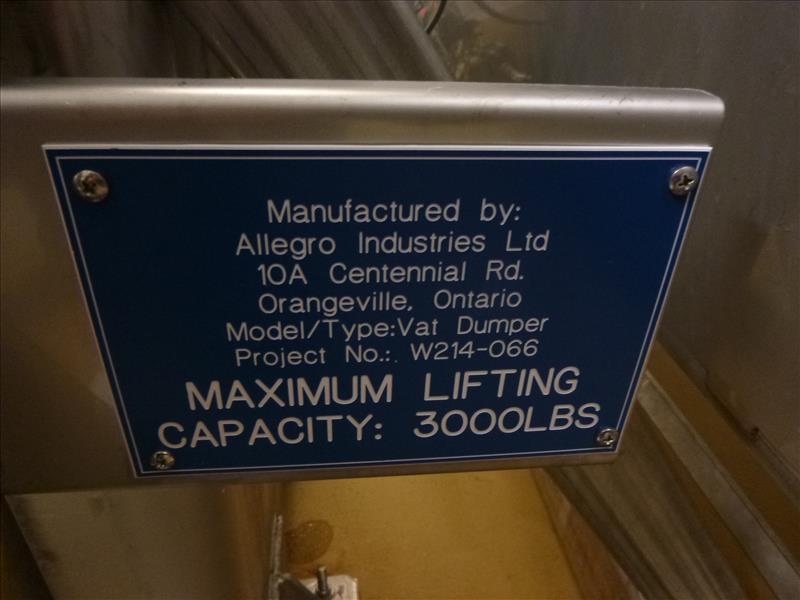 Manufactured by:
Allegro Industries Ltd
10A Centennial Rd.
Orangeville, Ontario
Model/Type:Vat Dumper
Project No.: W214-066
MAXIMUM LIFTING
CAPACITY: 3000LBS